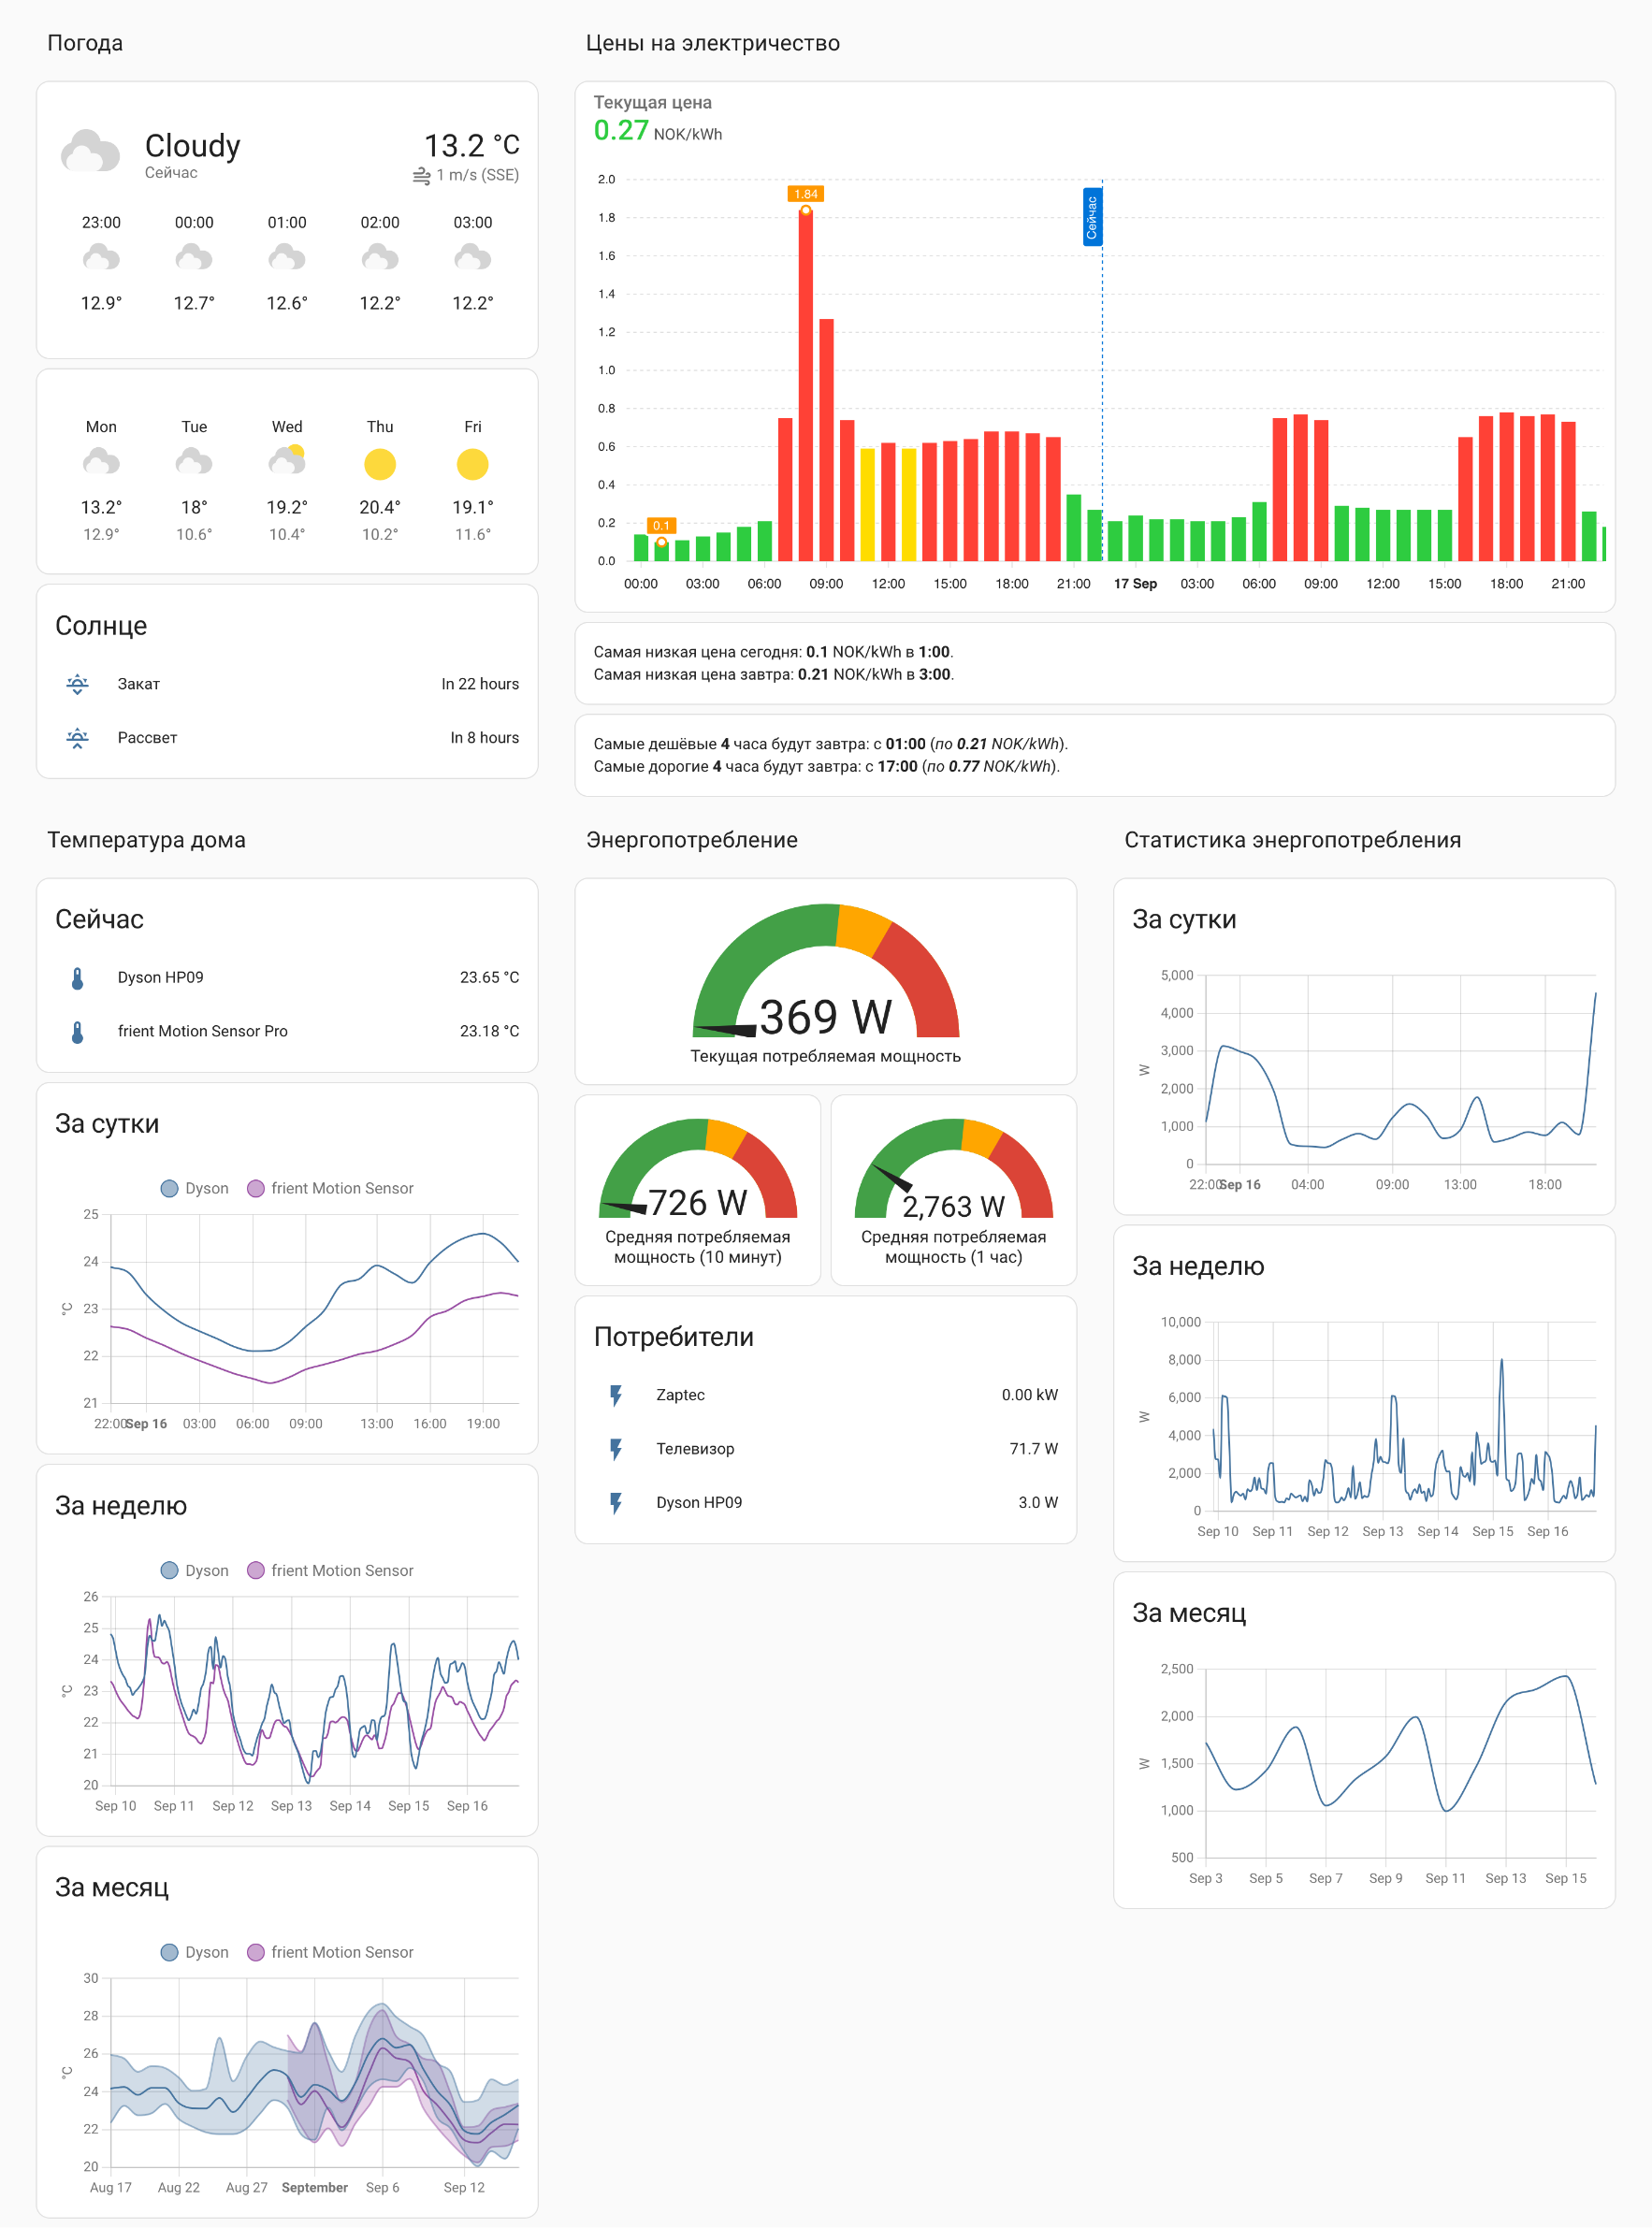 Погода
Cloudy
Сейчас
13.2 °C
1 m/s (SSE)
23:00 00:00 01:00 02:00 03:00
12.9° 12.7° 12.6° 12.2° 12.2°
Mon Tue Wed Thu Fri
13.2° 18° 19.2° 20.4° 19.1°
12.9° 10.6° 10.4° 10.2° 11.6°
Солнце
Закат In 22 hours
Рассвет In 8 hours
Цены на электричество
Текущая цена
0.27 NOK/kWh
2.0
1.8
1.6
1.4
1.2
1.0
0.8
0.6
0.4
0.2
0.0
1.84
0.1
Сейчас
00:00 03:00 06:00 09:00 12:00 15:00 18:00 21:00 17 Sep 03:00 06:00 09:00 12:00 15:00 18:00 21:00
Самая низкая цена сегодня: 0.1 NOK/kWh в 1:00.
Самая низкая цена завтра: 0.21 NOK/kWh в 3:00.
Самые дешёвые 4 часа будут завтра: с 01:00 (по 0.21 NOK/kWh).
Самые дорогие 4 часа будут завтра: с 17:00 (по 0.77 NOK/kWh).
Температура дома
Сейчас
Dyson HP09 23.65 °C
frient Motion Sensor Pro 23.18 °C
За сутки
Dyson frient Motion Sensor
25
24
23
22
21
°C
22:00 Sep 16 03:00 06:00 09:00 13:00 16:00 19:00
За неделю
Dyson frient Motion Sensor
26
25
24
23
22
21
20
°C
Sep 10 Sep 11 Sep 12 Sep 13 Sep 14 Sep 15 Sep 16
За месяц
Dyson frient Motion Sensor
30
28
26
24
22
20
°C
Aug 17 Aug 22 Aug 27 September Sep 6 Sep 12
Энергопотребление
369 W
Текущая потребляемая мощность
726 W
Средняя потребляемая
мощность (10 минут)
2,763 W
Средняя потребляемая
мощность (1 час)
Потребители
Zaptec 0.00 kW
Телевизор 71.7 W
Dyson HP09 3.0 W
Статистика энергопотребления
За сутки
5,000
4,000
3,000
2,000
1,000
0
W
22:00 Sep 16 04:00 09:00 13:00 18:00
За неделю
10,000
8,000
6,000
4,000
2,000
0
W
Sep 10 Sep 11 Sep 12 Sep 13 Sep 14 Sep 15 Sep 16
За месяц
2,500
2,000
1,500
1,000
500
W
Sep 3 Sep 5 Sep 7 Sep 9 Sep 11 Sep 13 Sep 15